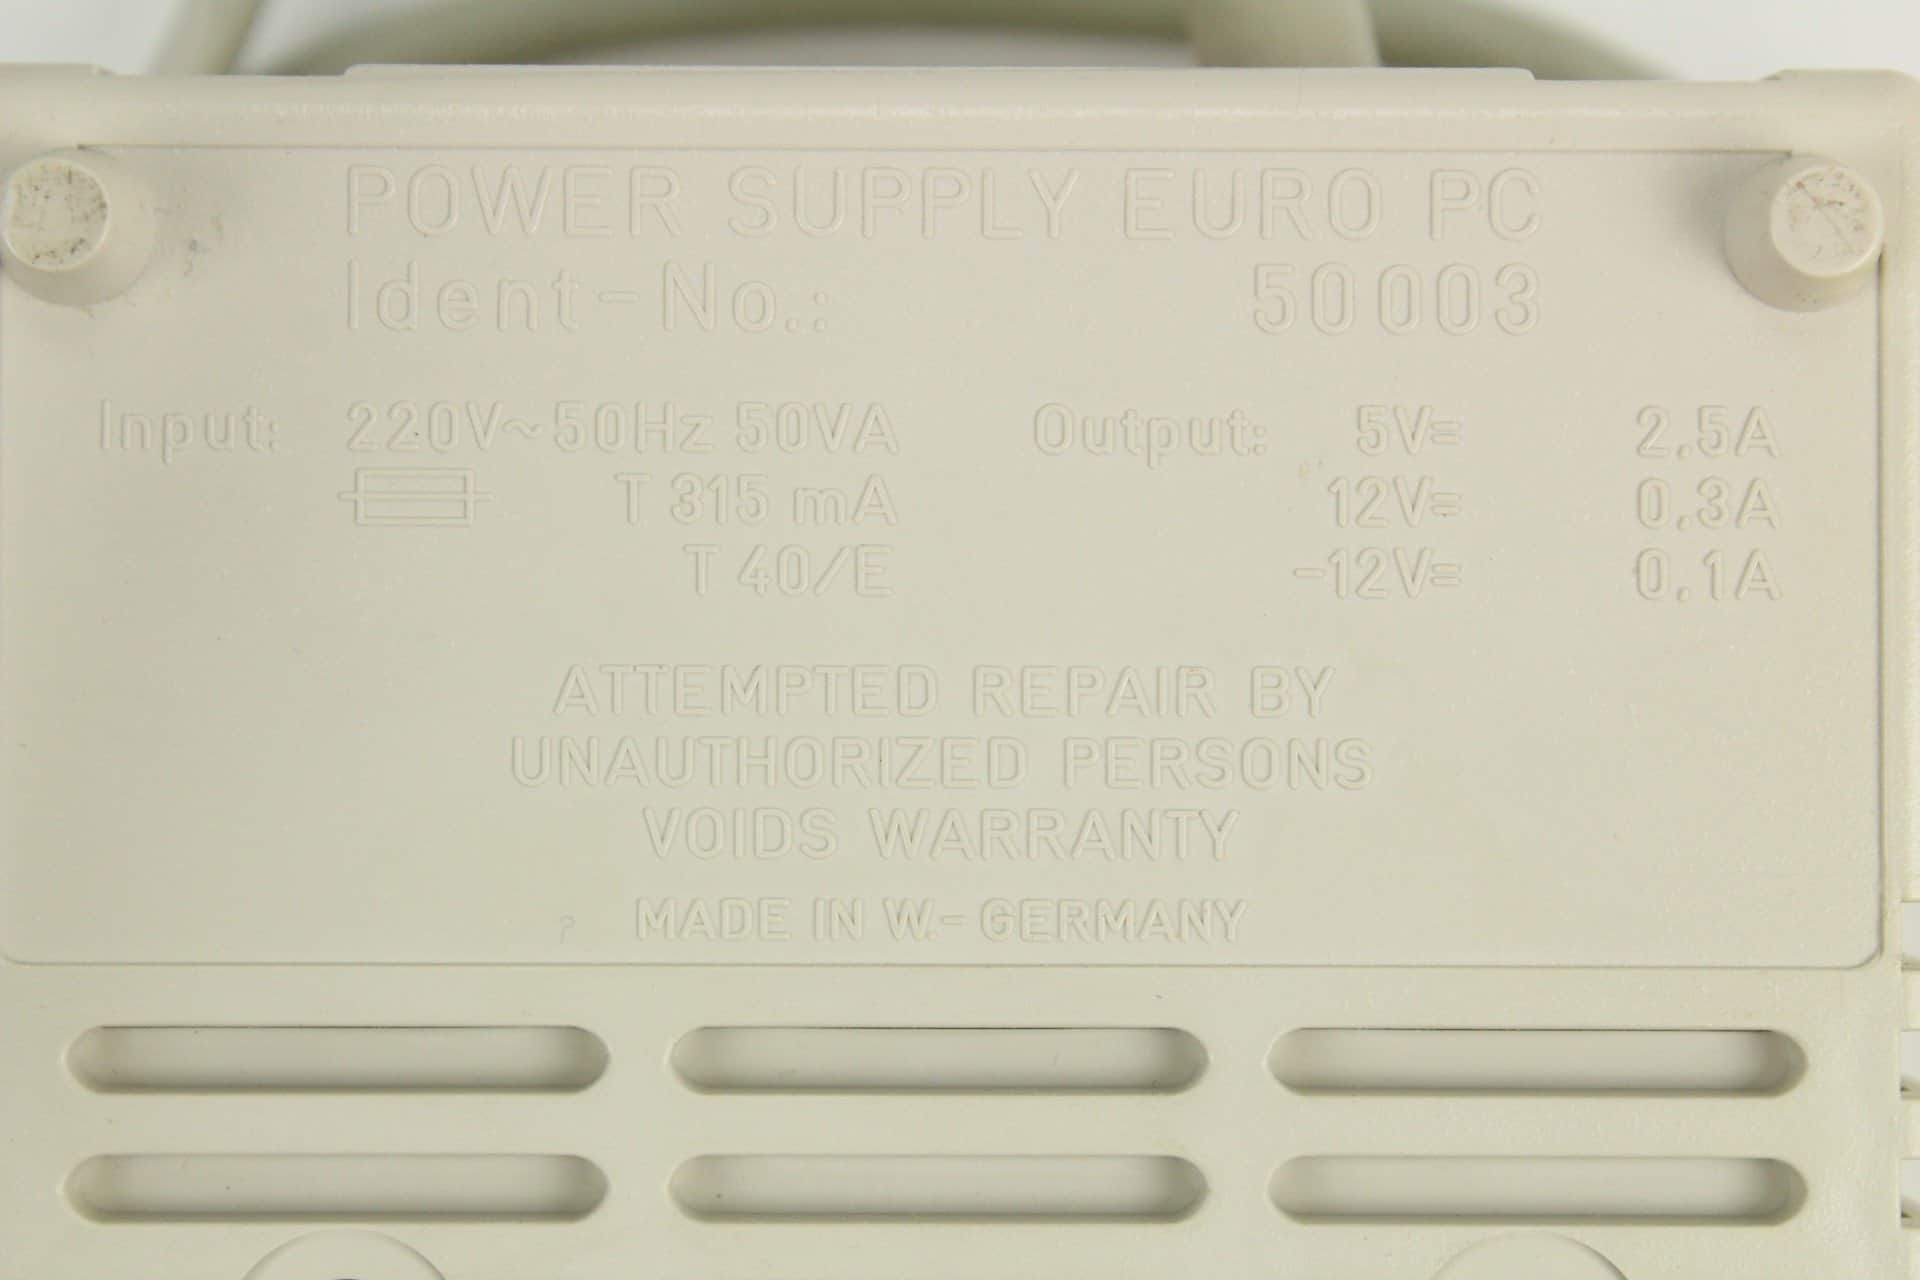 POWER SUPPLY EURO PC
Ident-No.: 50003
Input: 220V~50Hz 50VA Output: 5V= 2.5A
T 315 mA 12V= 0.3A
T 40/E -12V= 0.1A
ATTEMPTED REPAIR BY
UNAUTHORIZED PERSONS
VOIDS WARRANTY
MADE IN W.-GERMANY